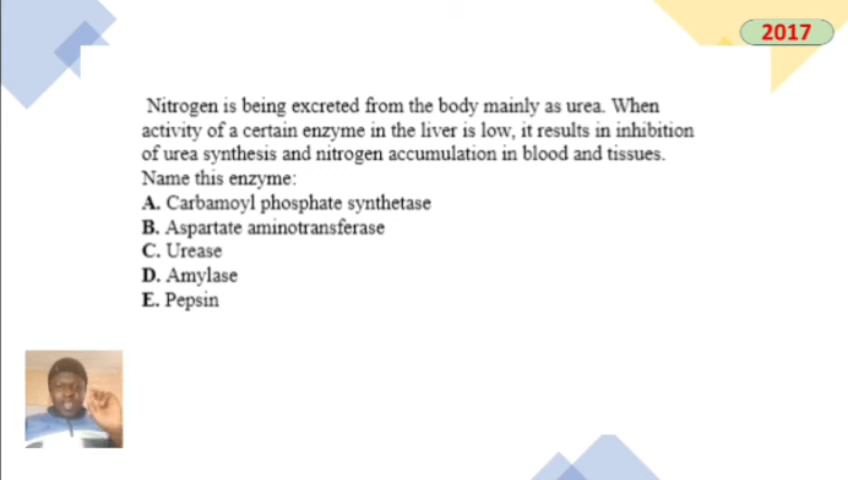 2017
Nitrogen is being excreted from the body mainly as urea. When
activity of a certain enzyme in the liver is low, it results in inhibition
of urea synthesis and nitrogen accumulation in blood and tissues.
Name this enzyme:
A. Carbamoyl phosphate synthetase
B. Aspartate aminotransferase
C. Urease
D. Amylase
E. Pepsin